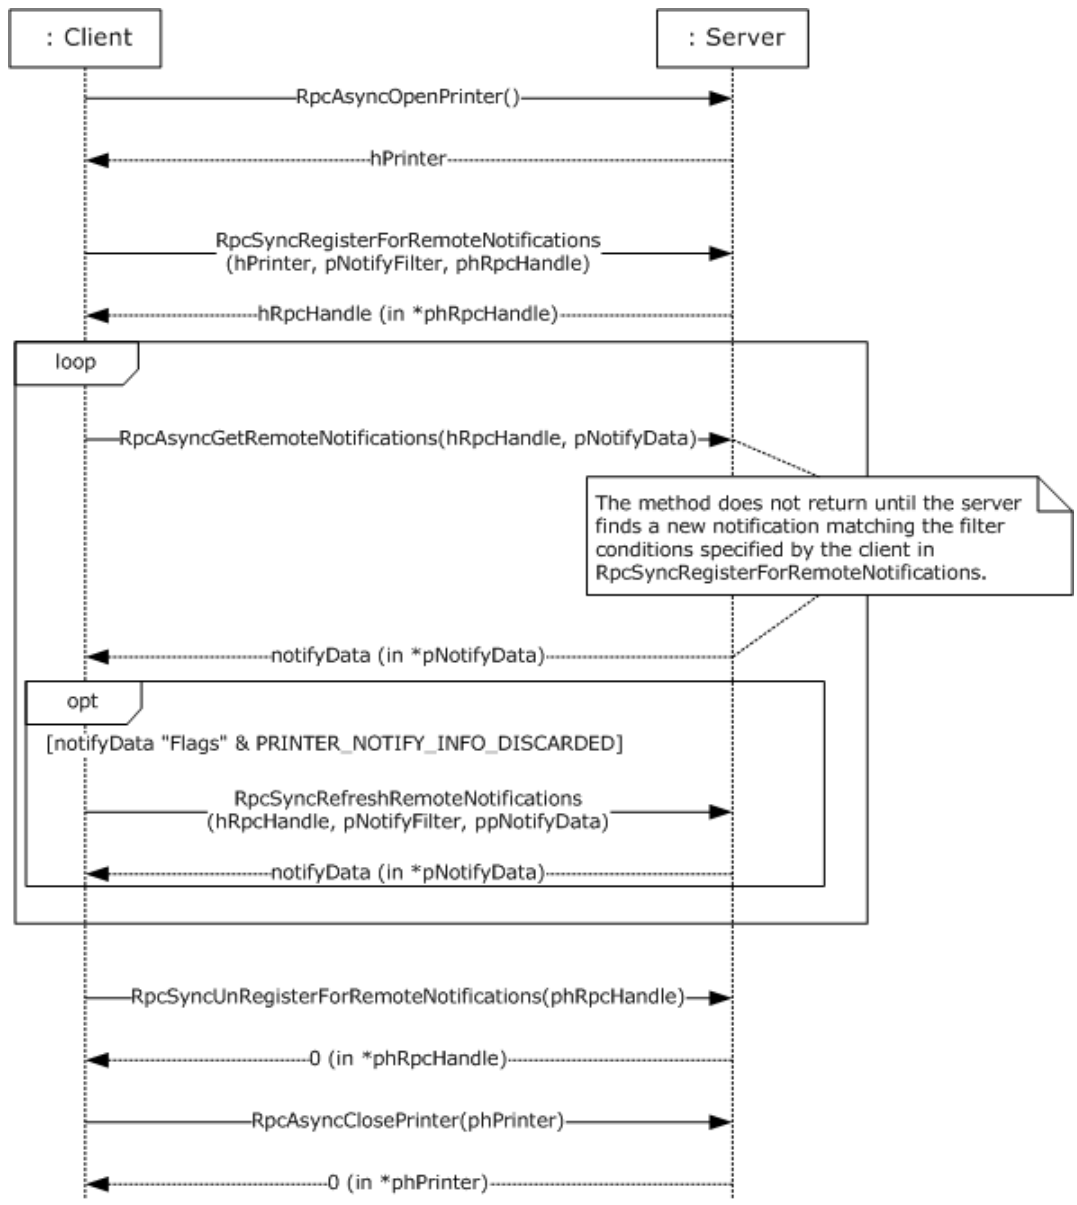 : Client
: Server
RpcAsyncOpenPrinter()
hPrinter
RpcSyncRegisterForRemoteNotifications
(hPrinter, pNotifyFilter, phRpcHandle)
hRpcHandle (in *phRpcHandle)
loop
RpcAsyncGetRemoteNotifications(hRpcHandle, pNotifyData)
The method does not return until the server
finds a new notification matching the filter
conditions specified by the client in
RpcSyncRegisterForRemoteNotifications.
notifyData (in *pNotifyData)
opt
[notifyData "Flags" & PRINTER_NOTIFY_INFO_DISCARDED]
RpcSyncRefreshRemoteNotifications
(hRpcHandle, pNotifyFilter, ppNotifyData)
notifyData (in *pNotifyData)
RpcSyncUnRegisterForRemoteNotifications(phRpcHandle)
0 (in *phRpcHandle)
RpcAsyncClosePrinter(phPrinter)
0 (in *phPrinter)